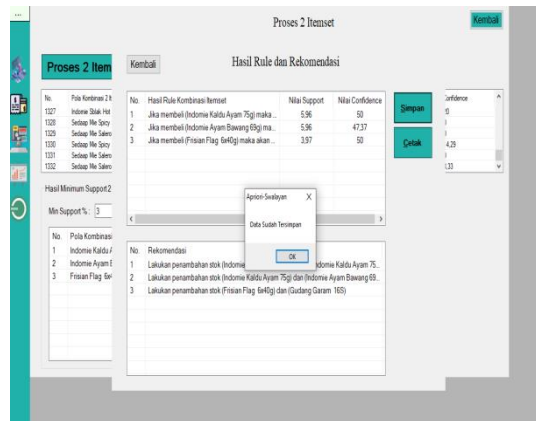 ...
Proses 2 Itemset
Kembali
Proses 2 Item
Kembali
Hasil Rule dan Rekomendasi
No. Pola Kombinasi 2 It
1327 Indomie Sblak Hot
1328 Sedaap Mie Spicy
1329 Sedaap Mie Salero
1330 Sedaap Mie Spicy
1331 Sedaap Mie Salero
1332 Sedaap Mie Salero
No. Hasil Rule Kombinasi Itemset Nilai Support Nilai Confidence
1 Jika membeli (Indomie Kaldu Ayam 75g) maka ... 5,96 50
2 Jika membeli (Indomie Ayam Bawang 69g) ma... 5,96 47,37
3 Jika membeli (Frisian Flag 6x40g) maka akan ... 3,97 50
Simpan
Cetak
Confidence
4,29
1,33
Hasil Minimum Support 2
Min Support % : 3
No. Pola Kombinasi
1 Indomie Kaldu A
2 Indomie Ayam B
3 Frisian Flag 6x4
Apriori-Swalayan X
Data Sudah Tersimpan
OK
No. Rekomendasi
1 Lakukan penambahan stok (Indomie ndomie Kaldu Ayam 75...
2 Lakukan penambahan stok (Indomie Kaldu Ayam 75g) dan (Indomie Ayam Bawang 69...
3 Lakukan penambahan stok (Frisian Flag 6x40g) dan (Gudang Garam 16S)